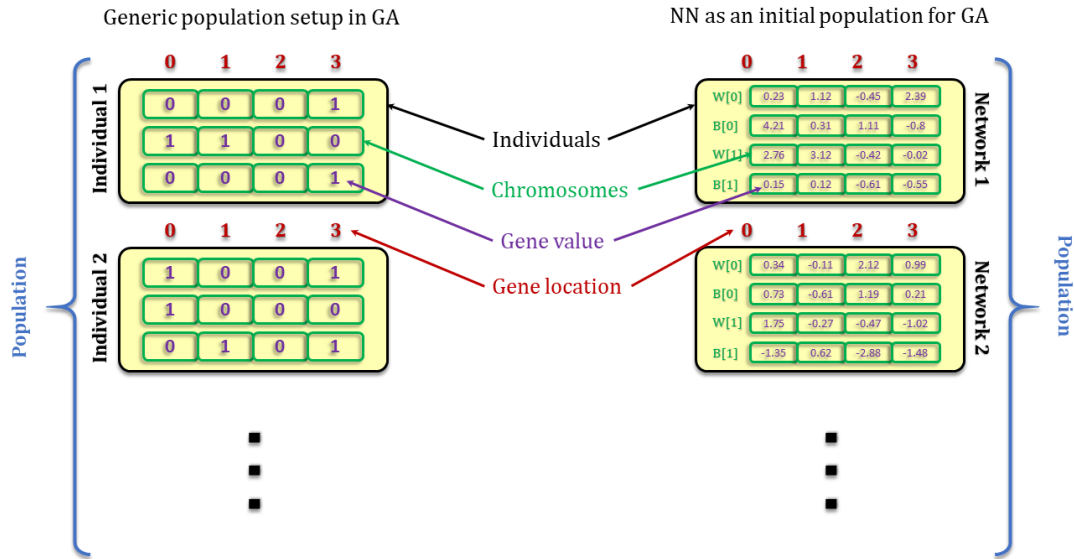 Generic population setup in GA
NN as an initial population for GA
Population
Individual 1
0 1 2 3
0 0 0 1
1 1 0 0
0 0 0 1
Individual 2
0 1 2 3
1 0 0 1
1 0 0 0
0 1 0 1
Individuals
Chromosomes
Gene value
Gene location
0 1 2 3
W[0] 0.23 1.12 -0.45 2.39
B[0] 4.21 0.31 1.11 -0.8
W[1] 2.76 3.12 -0.42 -0.02
B[1] 0.15 0.12 -0.61 -0.55
Network 1
0 1 2 3
W[0] 0.34 -0.11 2.12 0.99
B[0] 0.73 -0.61 1.19 0.21
W[1] 1.75 -0.27 -0.47 -1.02
B[1] -1.35 0.62 -2.88 -1.48
Network 2
Population